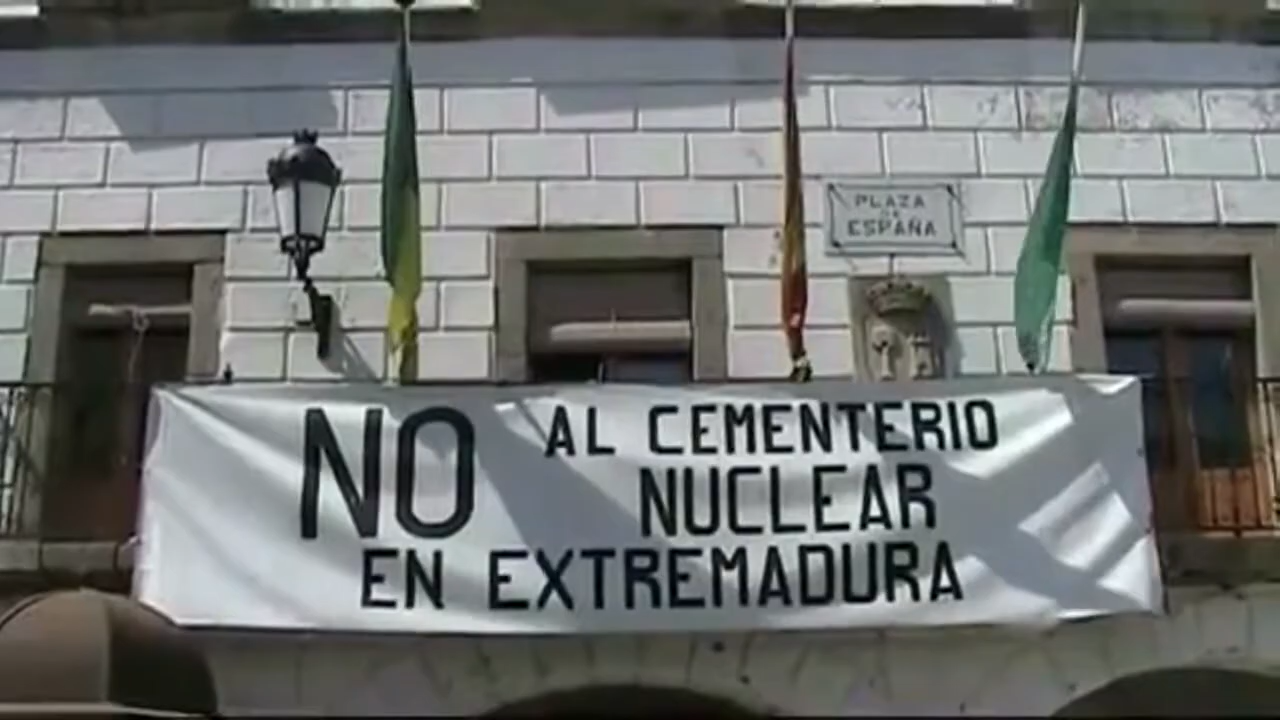 PLAZA
DE
ESPAÑA
NO AL CEMENTERIO
NUCLEAR
EN EXTREMADURA